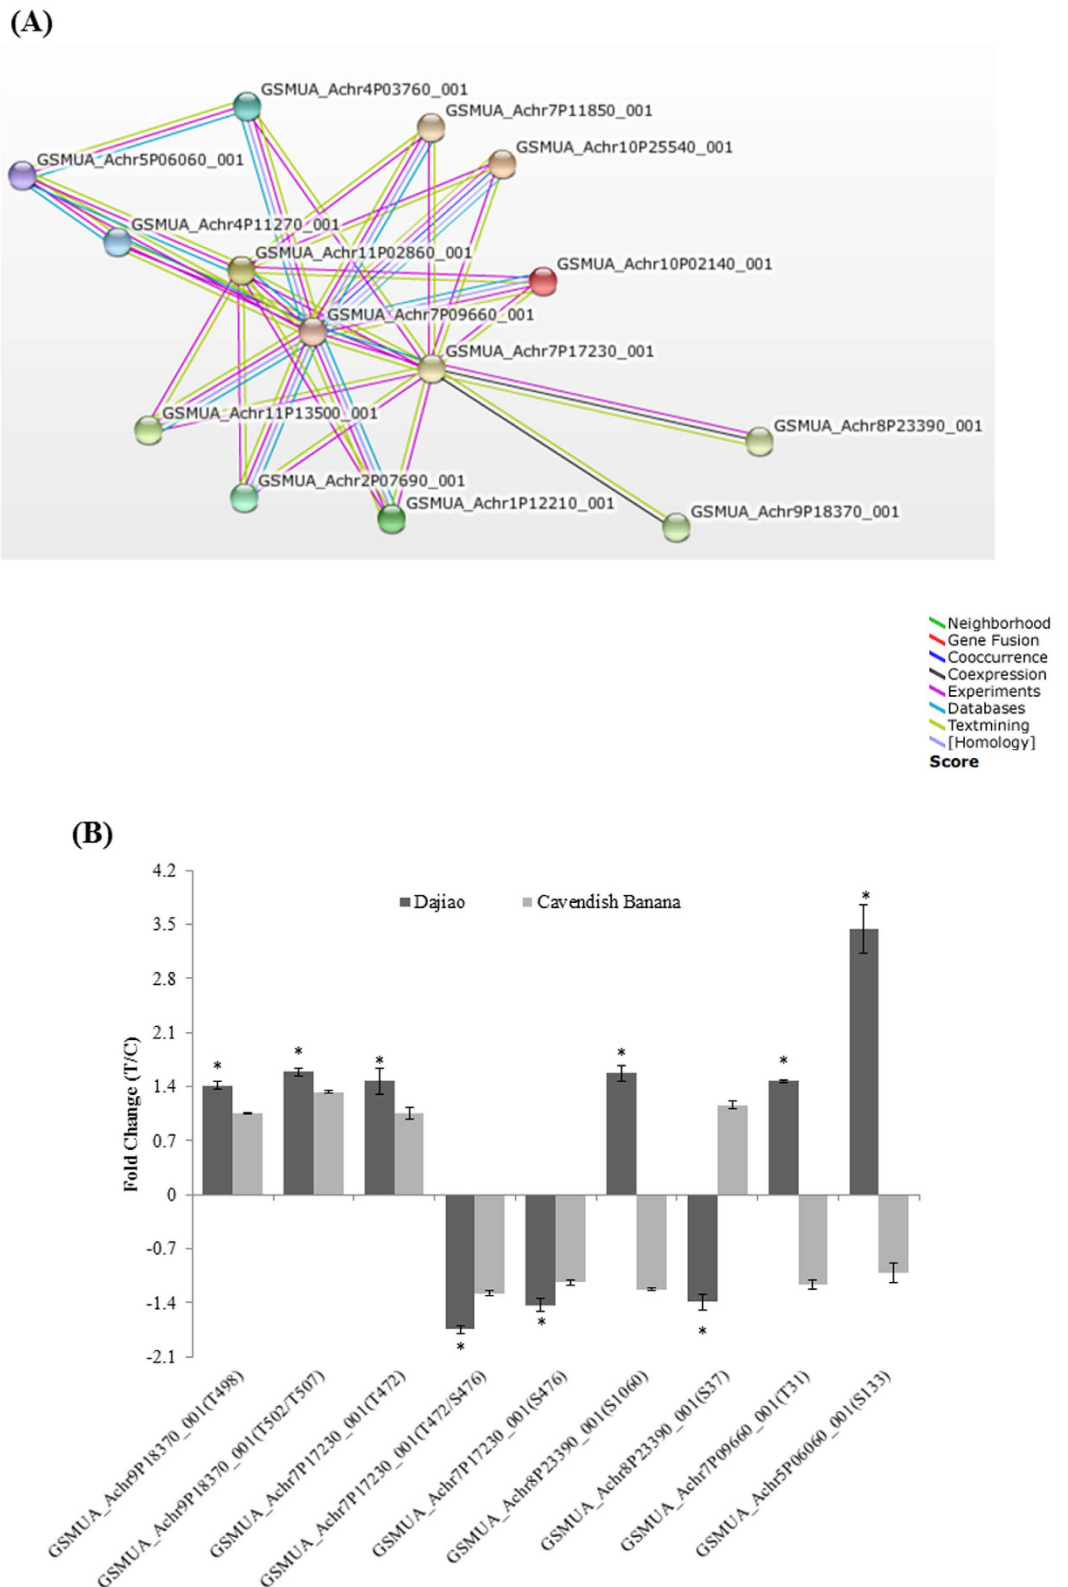 (A)
GSMUA_Achr4P03760_001
GSMUA_Achr7P11850_001
GSMUA_Achr10P25540_001
GSMUA_Achr5P06060_001
GSMUA_Achr4P11270_001
GSMUA_Achr11P02860_001
GSMUA_Achr10P02140_001
GSMUA_Achr7P09660_001
GSMUA_Achr7P17230_001
GSMUA_Achr11P13500_001
GSMUA_Achr8P23390_001
GSMUA_Achr2P07690_001
GSMUA_Achr1P12210_001
GSMUA_Achr9P18370_001
Neighborhood
Gene Fusion
Cooccurrence
Coexpression
Experiments
Databases
Textmining
[Homology]
Score
(B)
Fold Change (T/C)
4.2
3.5
2.8
2.1
1.4
0.7
0
-0.7
-1.4
-2.1
Dajiao
Cavendish Banana
*
*
*
*
*
*
*
*
*
GSMUA_Achr9P18370_001(T498)
GSMUA_Achr9P18370_001(T502/T507)
GSMUA_Achr7P17230_001(T472)
GSMUA_Achr7P17230_001(T472/S476)
GSMUA_Achr7P17230_001(S476)
GSMUA_Achr8P23390_001(S1060)
GSMUA_Achr8P23390_001(S37)
GSMUA_Achr7P09660_001(T31)
GSMUA_Achr5P06060_001(S133)